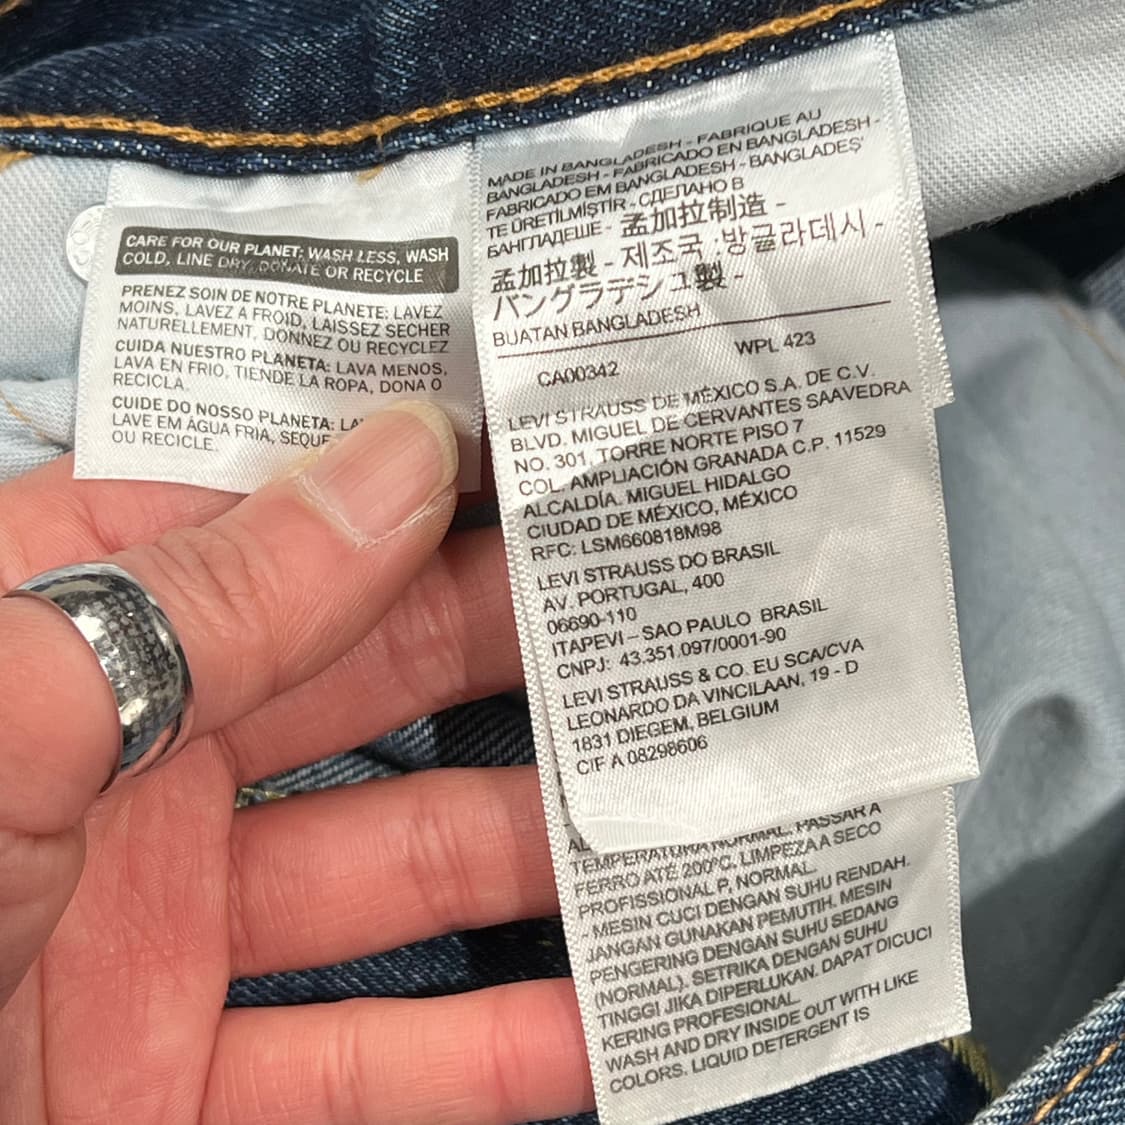 CARE FOR OUR PLANET: WASH LESS, WASH
COLD, LINE DRY, DONATE OR RECYCLE
PRENEZ SOIN DE NOTRE PLANETE: LAVEZ
MOINS, LAVEZ A FROID, LAISSEZ SECHER
NATURELLEMENT, DONNEZ OU RECYCLEZ
CUIDA NUESTRO PLANETA: LAVA MENOS,
LAVA EN FRIO, TIENDE LA ROPA, DONA O
RECICLA.
CUIDE DO NOSSO PLANETA:
LAVE EM ÁGUA FRIA,
OU RECICLE.
MADE IN BANGLADESH - FABRIQUE AU
BANGLADESH - FABRICADO EN BANGLADESH -
FABRICADO EM BANGLADESH - BANGLADEŞ'
TE ÜRETİLMİŞTİR - СДЕЛАНО В
БАНГЛАДЕШЕ - 孟加拉制造 -
孟加拉製 - 제조국 :방글라데시 -
バングラデシュ製 -
BUATAN BANGLADESH
WPL 423
CA00342
LEVI STRAUSS DE MÉXICO S.A. DE C.V.
BLVD. MIGUEL DE CERVANTES SAAVEDRA
NO. 301, TORRE NORTE PISO 7
COL. AMPLIACIÓN GRANADA C.P. 11529
ALCALDÍA. MIGUEL HIDALGO
CIUDAD DE MÉXICO, MÉXICO
RFC: LSM660818M98
LEVI STRAUSS DO BRASIL
AV. PORTUGAL, 400
06690-110
ITAPEVI – SAO PAULO BRASIL
CNPJ: 43.351.097/0001-90
LEVI STRAUSS & CO. EU SCA/CVA
LEONARDO DA VINCILAAN, 19 - D
1831 DIEGEM, BELGIUM
CIF A 08298606
TEMPERATURA NORMAL. PASSAR A
FERRO ATÉ 200°C. LIMPEZA A SECO
PROFISSIONAL P, NORMAL.
- MESIN CUCI DENGAN SUHU RENDAH.
JANGAN GUNAKAN PEMUTIH. MESIN
PENGERING DENGAN SUHU SEDANG
(NORMAL). SETRIKA DENGAN SUHU
TINGGI JIKA DIPERLUKAN. DAPAT DICUCI
KERING PROFESIONAL.
WASH AND DRY INSIDE OUT WITH LIKE
COLORS. LIQUID DETERGENT IS